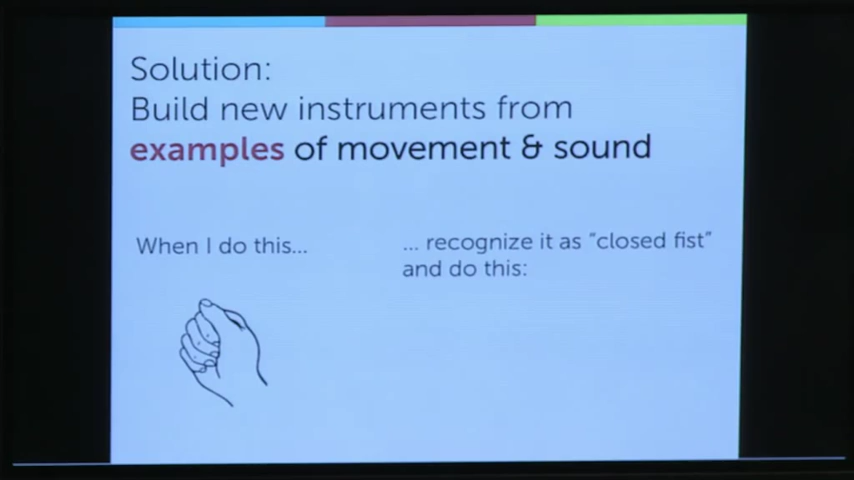 Solution:
Build new instruments from
examples of movement & sound
When I do this...
... recognize it as “closed fist”
and do this: